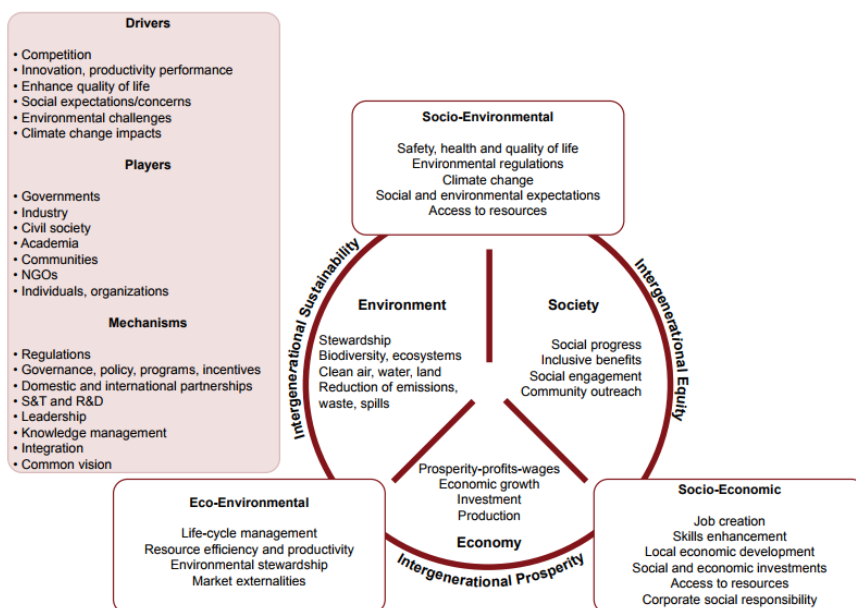 Drivers
• Competition
• Innovation, productivity performance
• Enhance quality of life
• Social expectations/concerns
• Environmental challenges
• Climate change impacts
Players
• Governments
• Industry
• Civil society
• Academia
• Communities
• NGOs
• Individuals, organizations
Mechanisms
• Regulations
• Governance, policy, programs, incentives
• Domestic and international partnerships
• S&T and R&D
• Leadership
• Knowledge management
• Integration
• Common vision
Socio-Environmental
Safety, health and quality of life
Environmental regulations
Climate change
Social and environmental expectations
Access to resources
Intergenerational Sustainability
Intergenerational Equity
Environment
Stewardship
Biodiversity, ecosystems
Clean air, water, land
Reduction of emissions,
waste, spills
Society
Social progress
Inclusive benefits
Social engagement
Community outreach
Prosperity-profits-wages
Economic growth
Investment
Production
Economy
Intergenerational Prosperity
Eco-Environmental
Life-cycle management
Resource efficiency and productivity
Environmental stewardship
Market externalities
Socio-Economic
Job creation
Skills enhancement
Local economic development
Social and economic investments
Access to resources
Corporate social responsibility